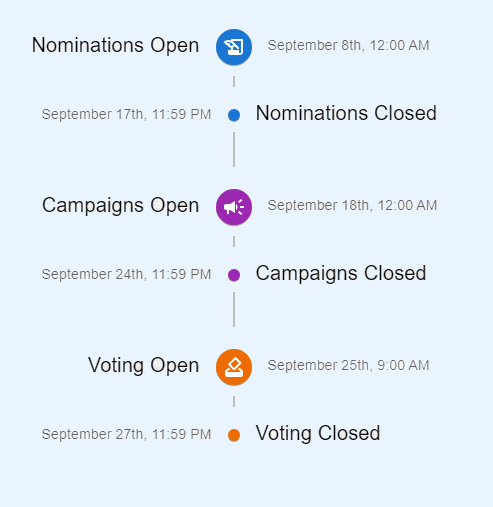 Nominations Open September 8th, 12:00 AM
September 17th, 11:59 PM Nominations Closed
Campaigns Open September 18th, 12:00 AM
September 24th, 11:59 PM Campaigns Closed
Voting Open September 25th, 9:00 AM
September 27th, 11:59 PM Voting Closed